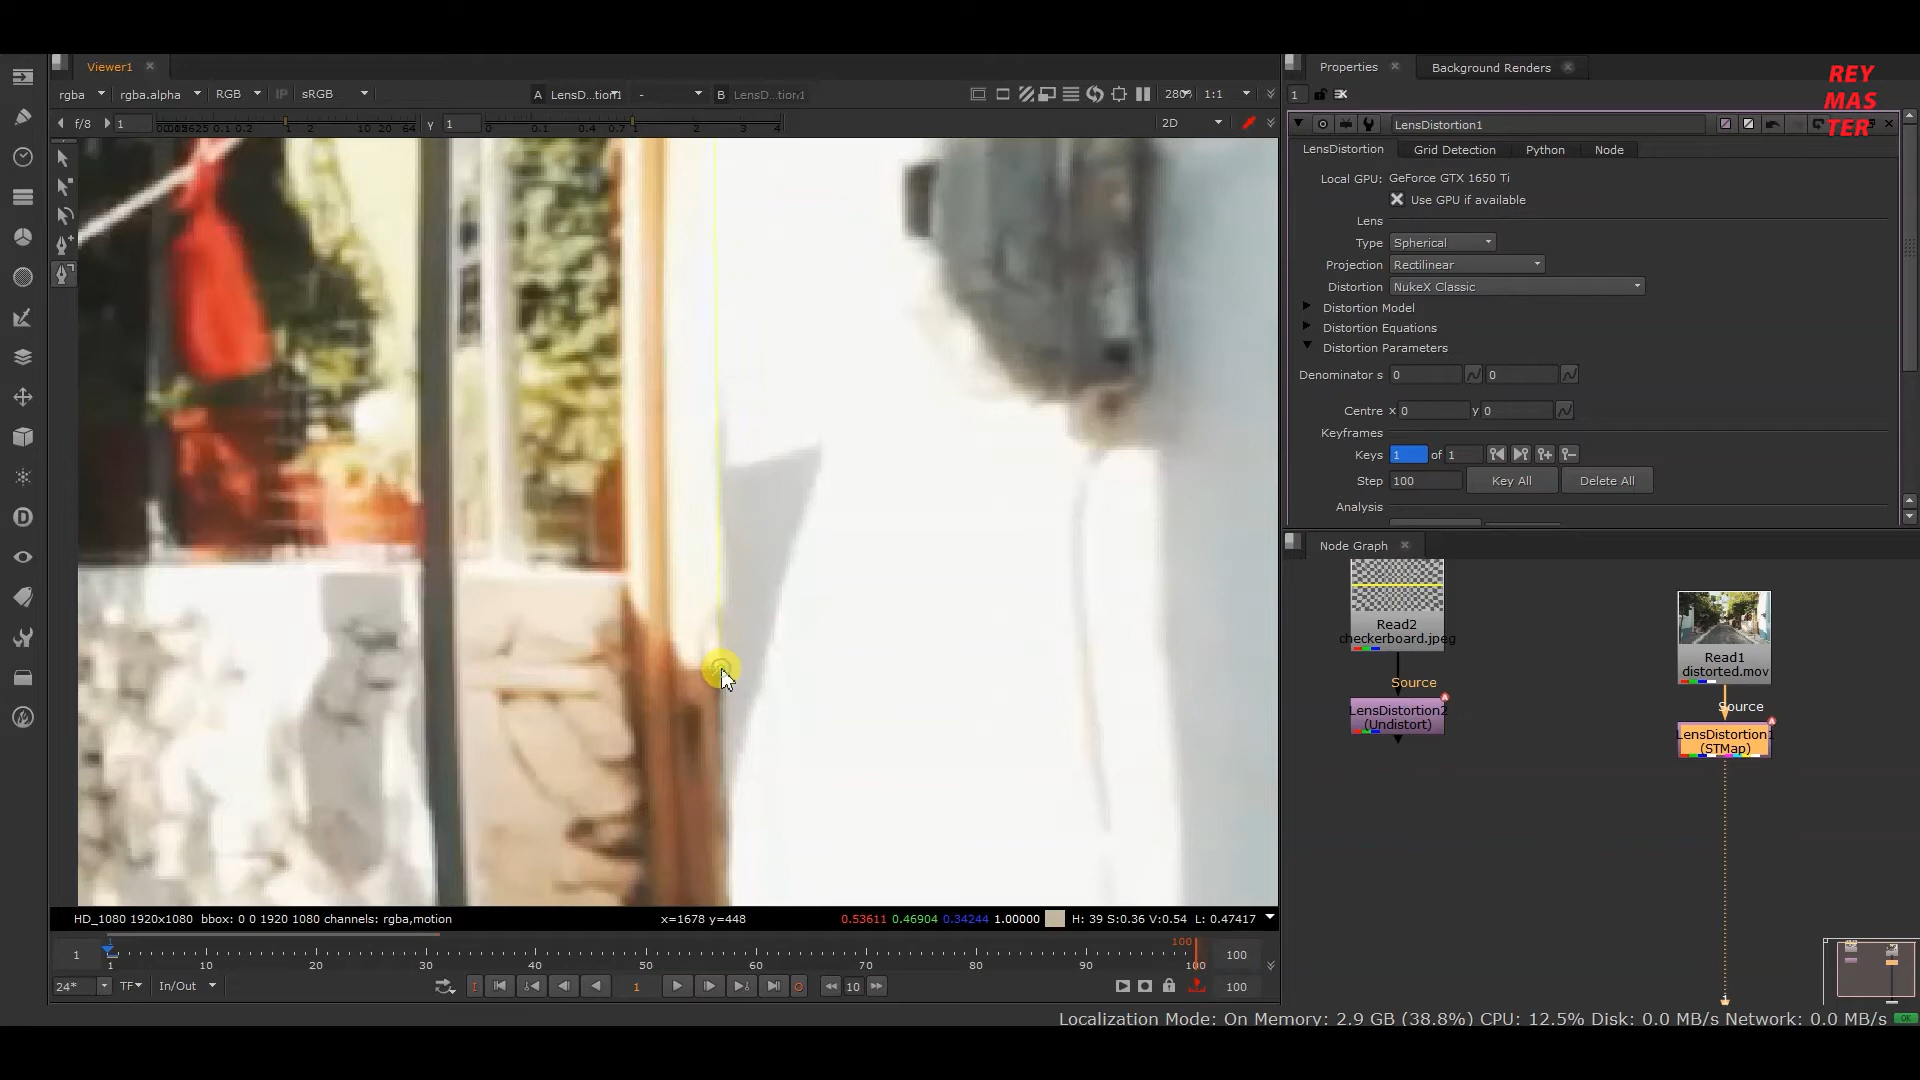 Viewer1
rgba
rgba.alpha
RGB
IP
sRGB
A
-
B
1:1
Properties
Background Renders
REY
MAS
TER
1
f/8
1
Y 1
2D
LensDistortion1
LensDistortion
Grid Detection
Python
Node
Local GPU: GeForce GTX 1650 Ti
Use GPU if available
Lens
Type Spherical
Projection Rectilinear
Distortion NukeX Classic
Distortion Model
Distortion Equations
Distortion Parameters
Denominator s 0 0
Centre x 0 y 0
Keyframes
Keys 1 of 1
Step 100 Key All Delete All
Analysis
Node Graph
Read2
checkerboard.jpeg
Source
LensDistortion2
(Undistort)
Read1
distorted.mov
Source
LensDistortion1
(STMap)
HD_1080 1920x1080 bbox: 0 0 1920 1080 channels: rgba,motion
x=1678 y=448
0.53611 0.46904 0.34244 1.00000 H: 39 S:0.36 V:0.54 L: 0.47417
1
1 10 20 30 40 50 60 70 80 90 100
100
100
24* TF In/Out
1
10
100
Localization Mode: On Memory: 2.9 GB (38.8%) CPU: 12.5% Disk: 0.0 MB/s Network: 0.0 MB/s